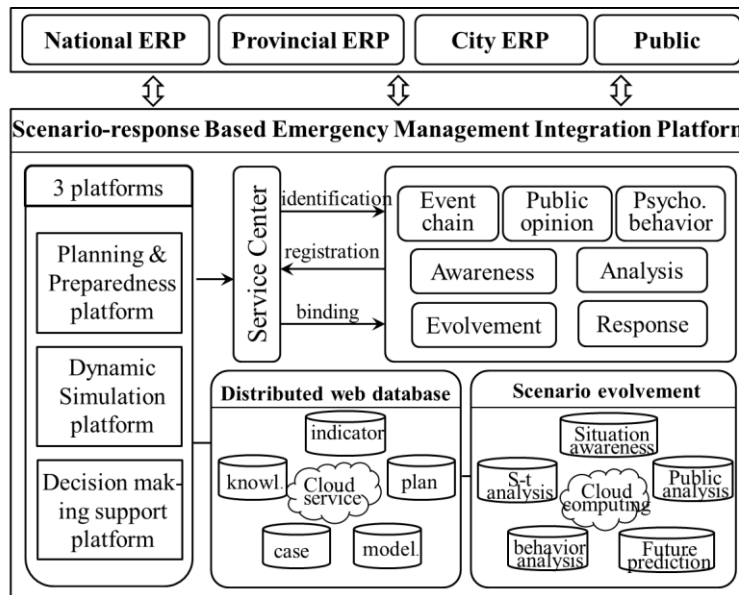 National ERP
Provincial ERP
City ERP
Public
Scenario-response Based Emergency Management Integration Platform
3 platforms
Planning &
Preparedness
platform
Dynamic
Simulation
platform
Decision mak-
ing support
platform
Service Center
identification
registration
binding
Event
chain
Public
opinion
Psycho.
behavior
Awareness
Analysis
Evolvement
Response
Distributed web database
indicator
knowl.
Cloud
service
plan
case
model.
Scenario evolvement
Situation
awareness
S-t
analysis
Cloud
computing
Public
analysis
behavior
analysis
Future
prediction